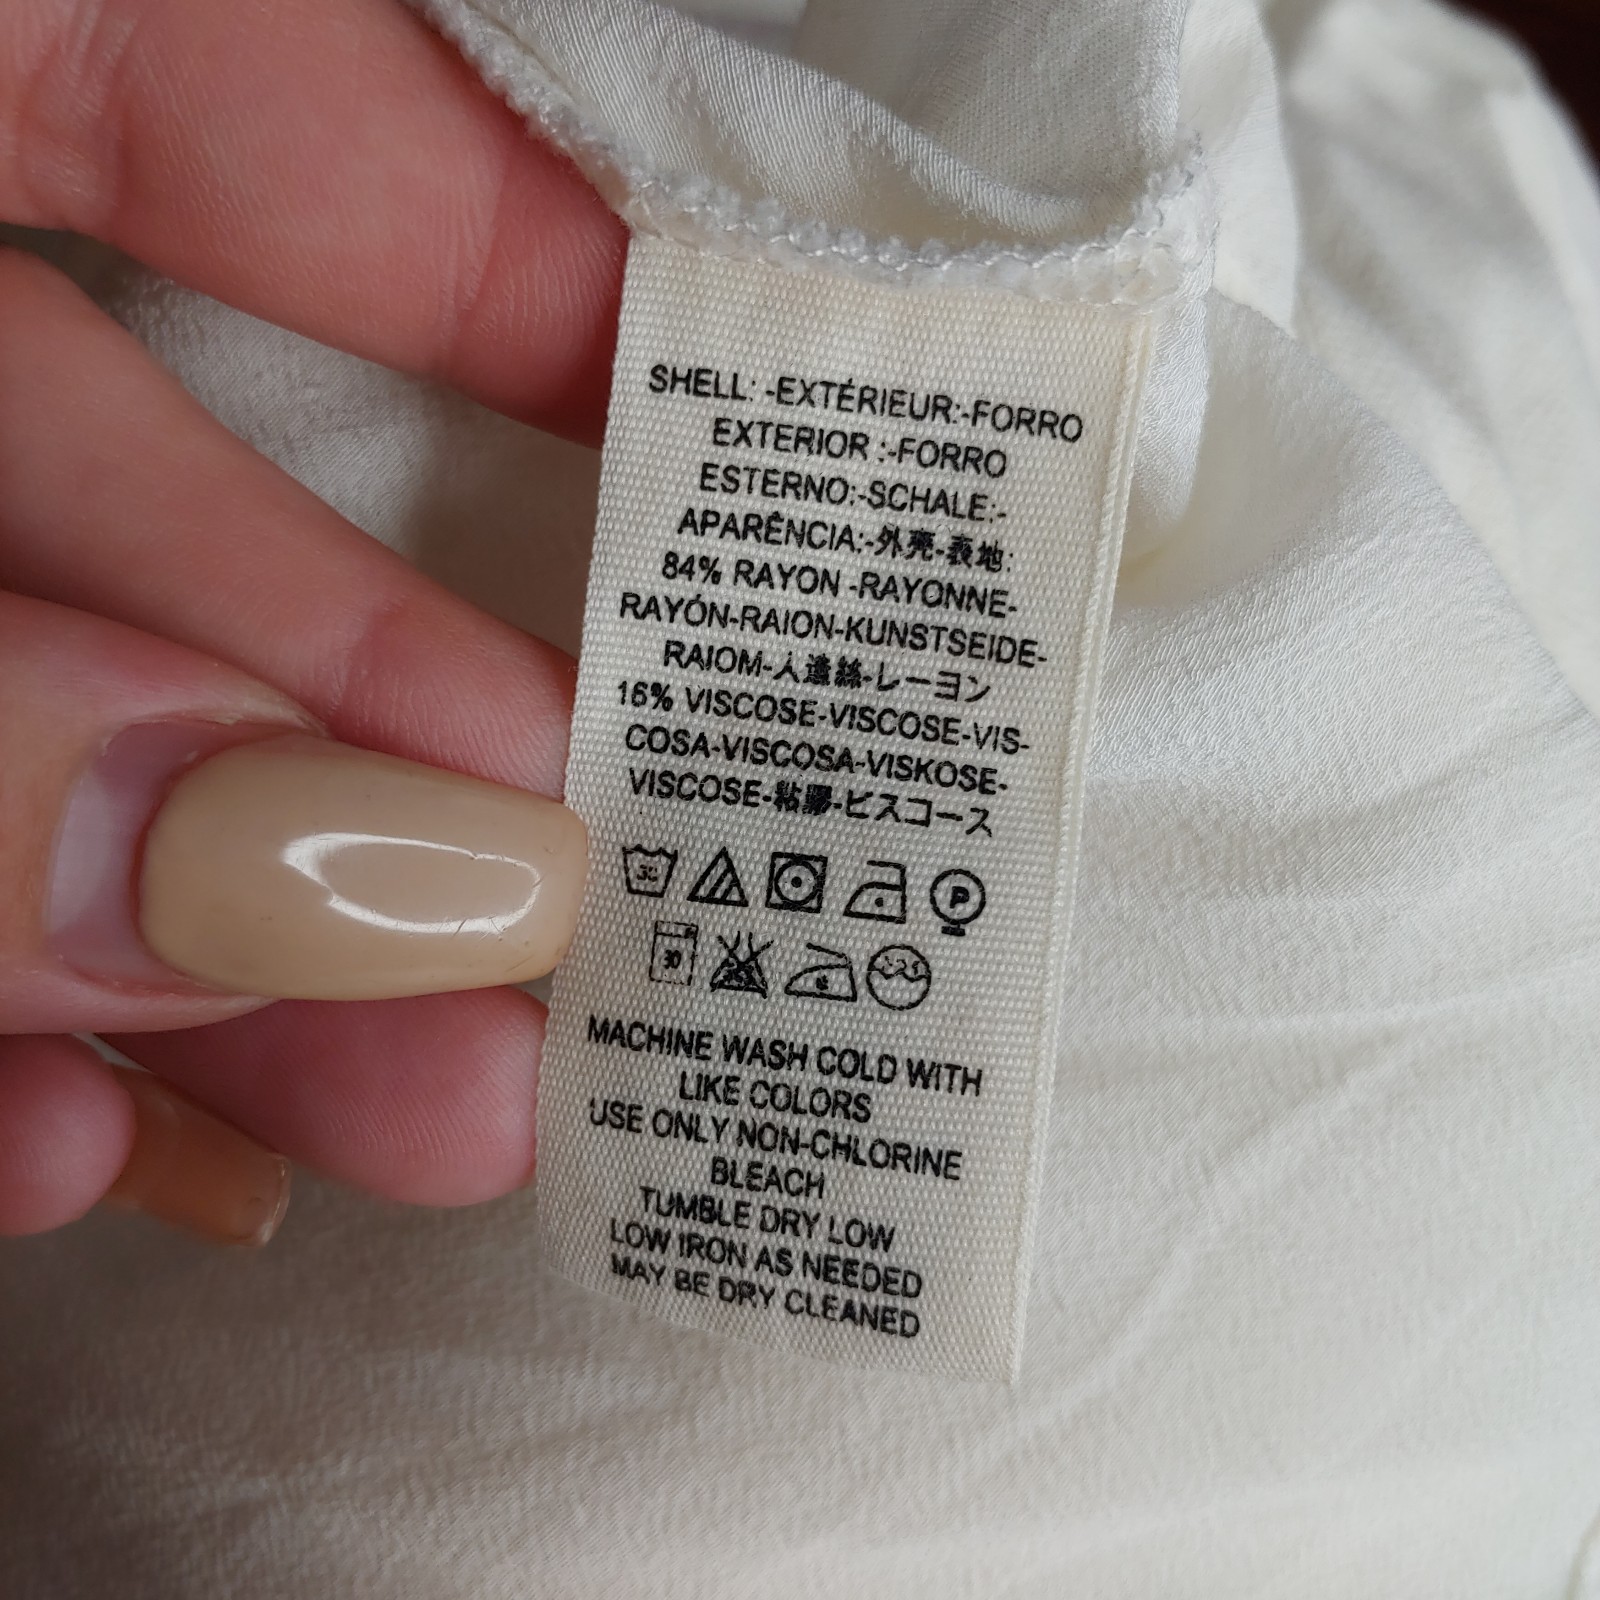 SHELL: -EXTÉRIEUR:-FORRO
EXTERIOR :-FORRO
ESTERNO:-SCHALE:-
APARÊNCIA:-外壳-表地:
84% RAYON -RAYONNE-
RAYÓN-RAION-KUNSTSEIDE-
RAIOM-人造絲-レーヨン
16% VISCOSE-VISCOSE-VIS-
COSA-VISCOSA-VISKOSE-
VISCOSE-粘膠-ビスコース
30 P
30
MACHINE WASH COLD WITH
LIKE COLORS
USE ONLY NON-CHLORINE
BLEACH
TUMBLE DRY LOW
LOW IRON AS NEEDED
MAY BE DRY CLEANED